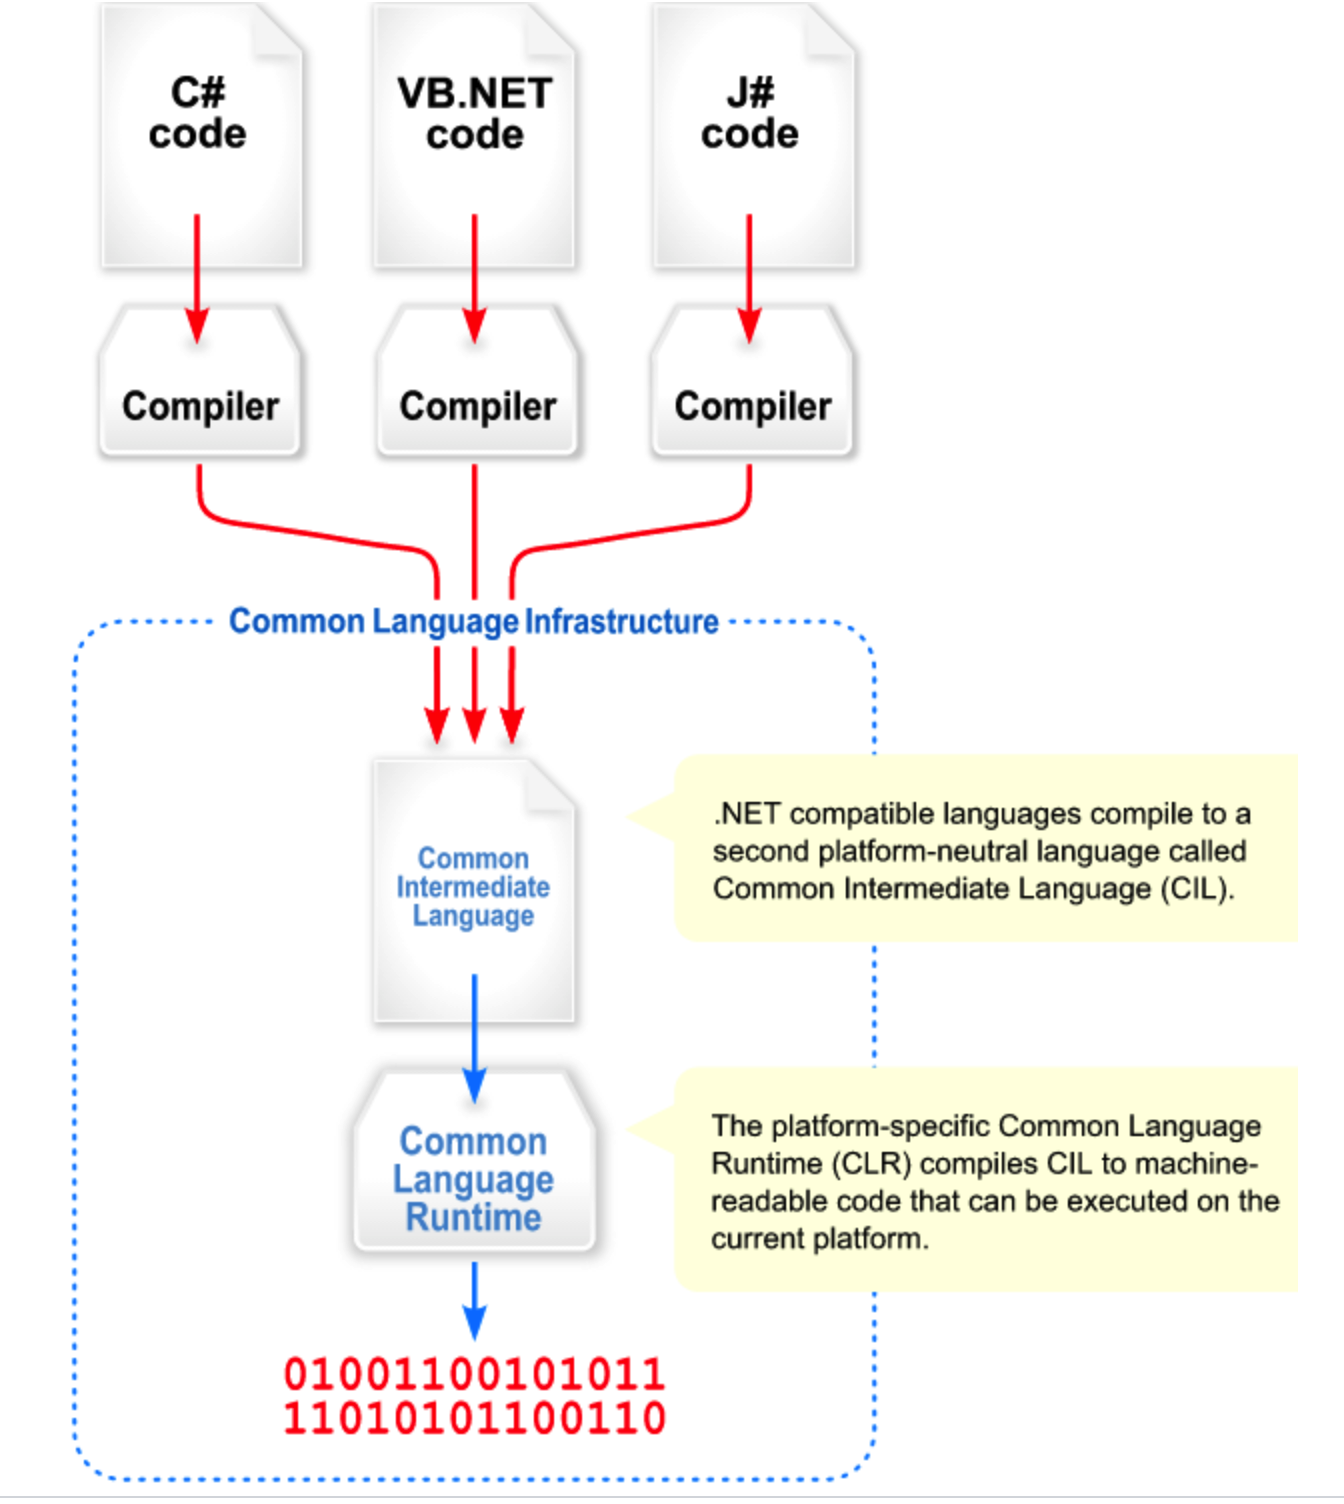 C#
code
VB.NET
code
J#
code
Compiler
Compiler
Compiler
Common Language Infrastructure
Common
Intermediate
Language
.NET compatible languages compile to a
second platform-neutral language called
Common Intermediate Language (CIL).
Common
Language
Runtime
The platform-specific Common Language
Runtime (CLR) compiles CIL to machine-
readable code that can be executed on the
current platform.
01001100101011
11010101100110